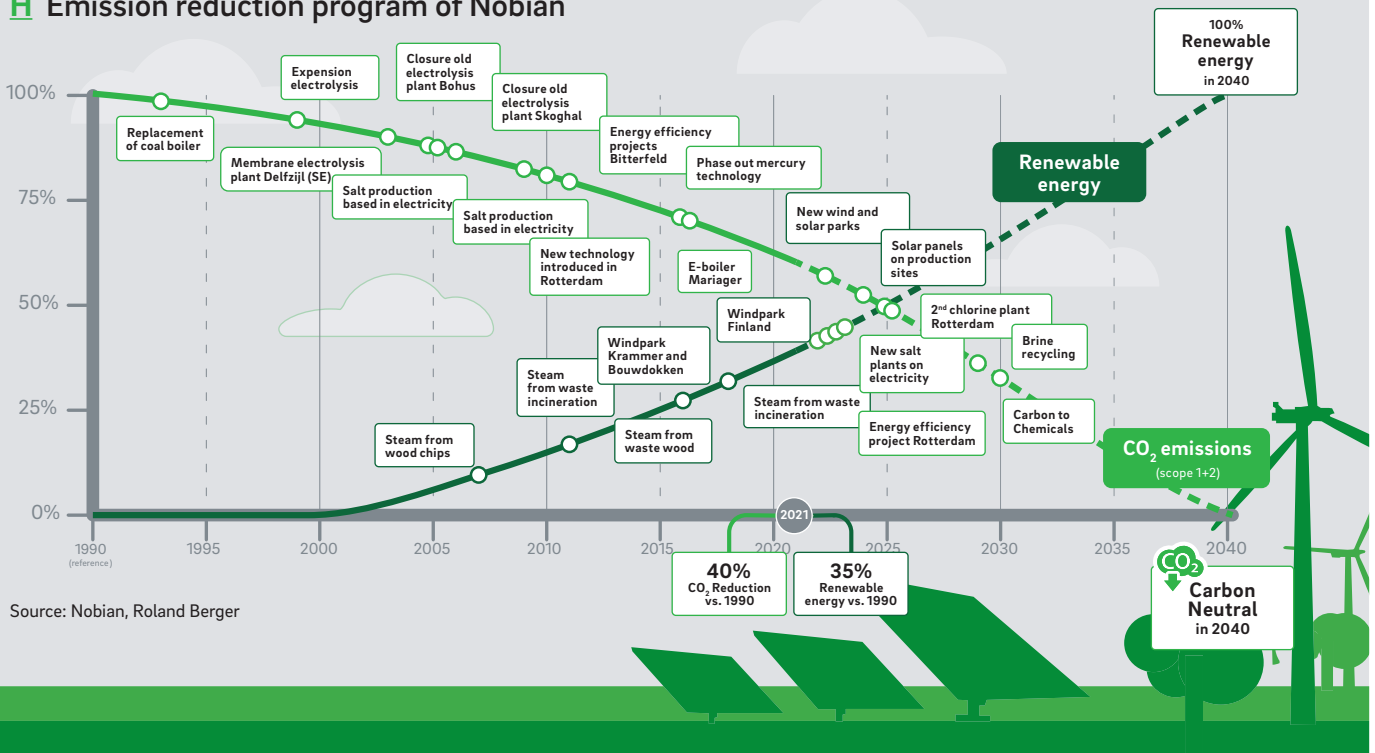 H Emission reduction program of Nobian
100%
Renewable
energy
in 2040
Closure old
electrolysis
plant Bohus
Expension
electrolysis
Closure old
electrolysis
plant Skoghal
100%
Replacement
of coal boiler
Energy efficiency
projects
Bitterfeld
Membrane electrolysis
plant Delfzijl (SE)
Phase out mercury
technology
Renewable
energy
Salt production
based in electricity
75%
Salt production
based in electricity
New wind and
solar parks
New technology
introduced in
Rotterdam
Solar panels
on production
sites
E-boiler
Mariager
50%
Windpark
Finland
2nd chlorine plant
Rotterdam
Windpark
Krammer and
Bouwdokken
Brine
recycling
New salt
plants on
electricity
Steam
from waste
incineration
25%
Steam from waste
incineration
Carbon to
Chemicals
Steam from
wood chips
Steam from
waste wood
Energy efficiency
project Rotterdam
CO2 emissions
(scope 1+2)
0%
2021
1990
(reference)
1995
2000
2005
2010
2015
2020
2025
2030
2035
2040
40%
CO2 Reduction
vs. 1990
35%
Renewable
energy vs. 1990
CO2
Carbon
Neutral
in 2040
Source: Nobian, Roland Berger